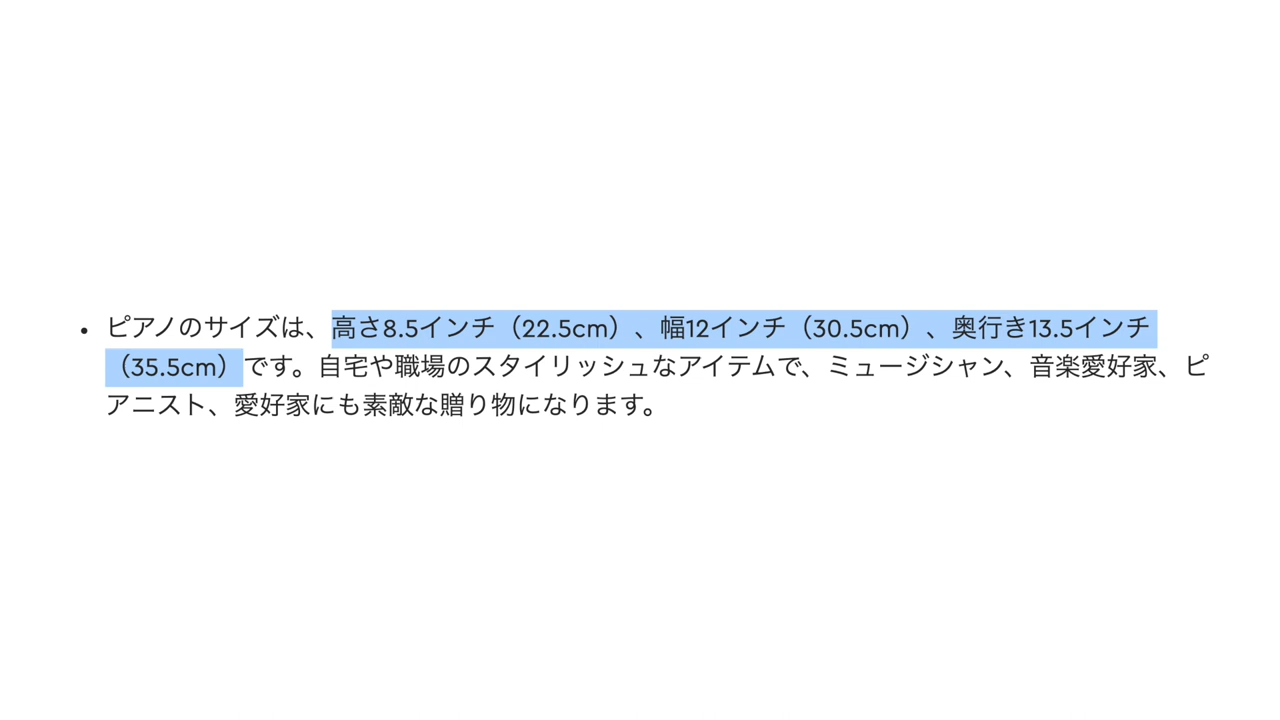 • ピアノのサイズは、高さ8.5インチ（22.5cm）、幅12インチ（30.5cm）、奥行き13.5インチ
（35.5cm）です。自宅や職場のスタイリッシュなアイテムで、ミュージシャン、音楽愛好家、ピ
アニスト、愛好家にも素敵な贈り物になります。